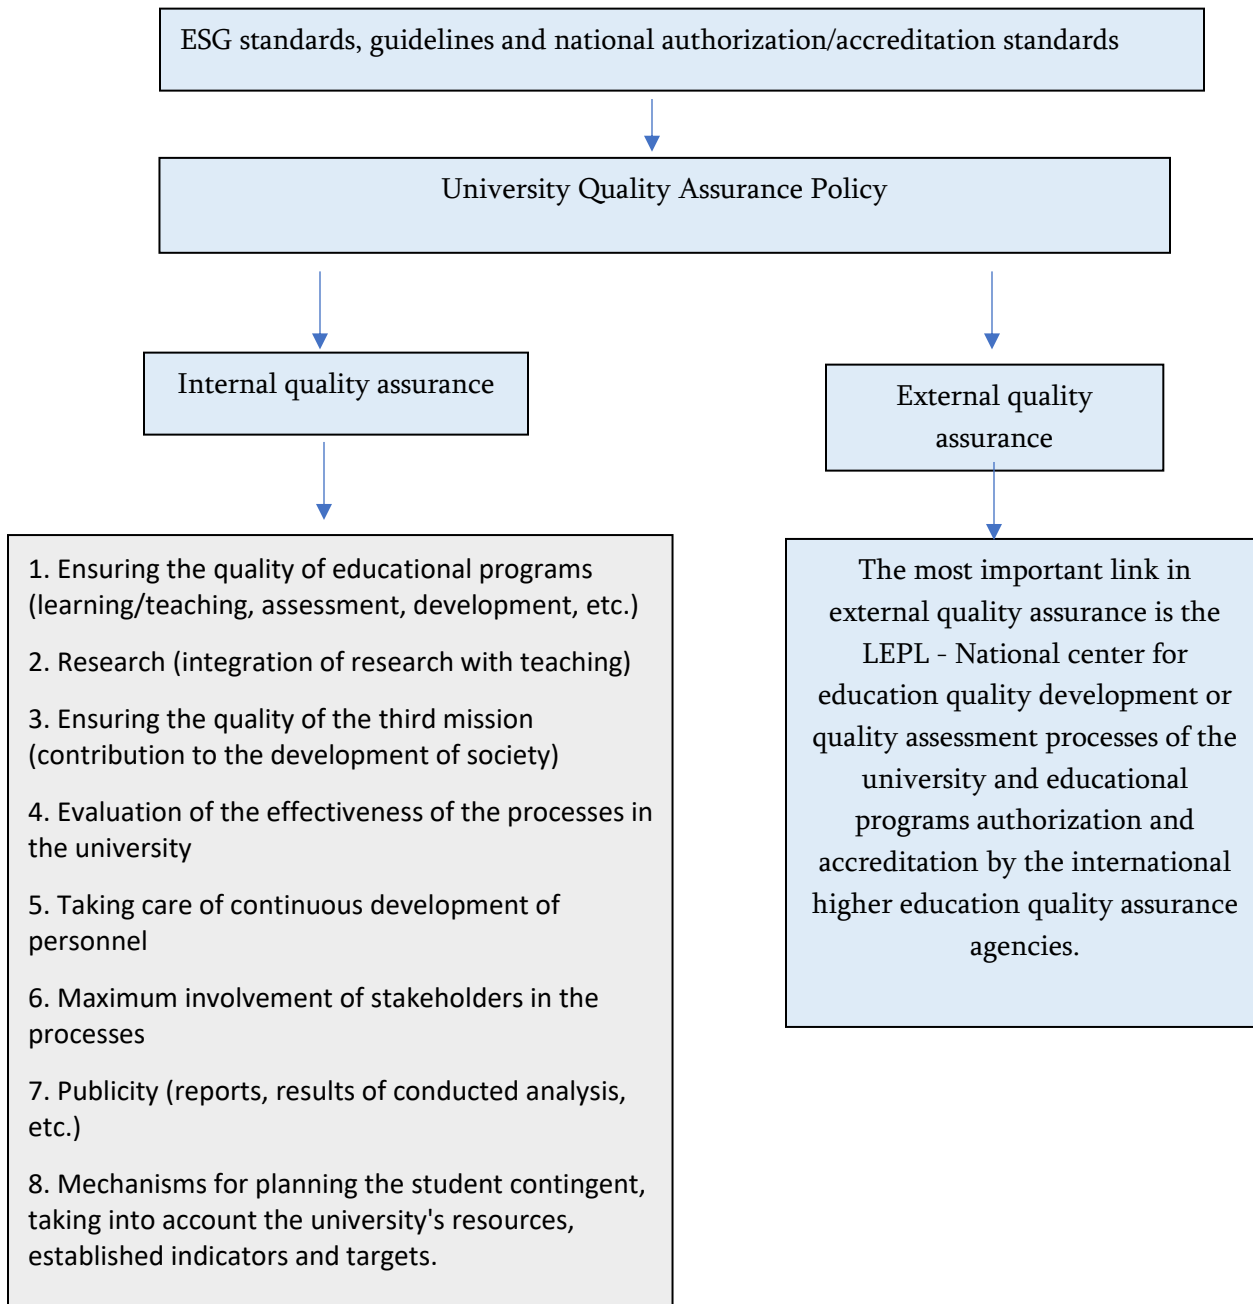 ESG standards, guidelines and national authorization/accreditation standards
University Quality Assurance Policy
Internal quality assurance
External quality
assurance
1. Ensuring the quality of educational programs
(learning/teaching, assessment, development, etc.)
2. Research (integration of research with teaching)
3. Ensuring the quality of the third mission
(contribution to the development of society)
4. Evaluation of the effectiveness of the processes in
the university
5. Taking care of continuous development of
personnel
6. Maximum involvement of stakeholders in the
processes
7. Publicity (reports, results of conducted analysis,
etc.)
8. Mechanisms for planning the student contingent,
taking into account the university's resources,
established indicators and targets.
The most important link in
external quality assurance is the
LEPL - National center for
education quality development or
quality assessment processes of the
university and educational
programs authorization and
accreditation by the international
higher education quality assurance
agencies.